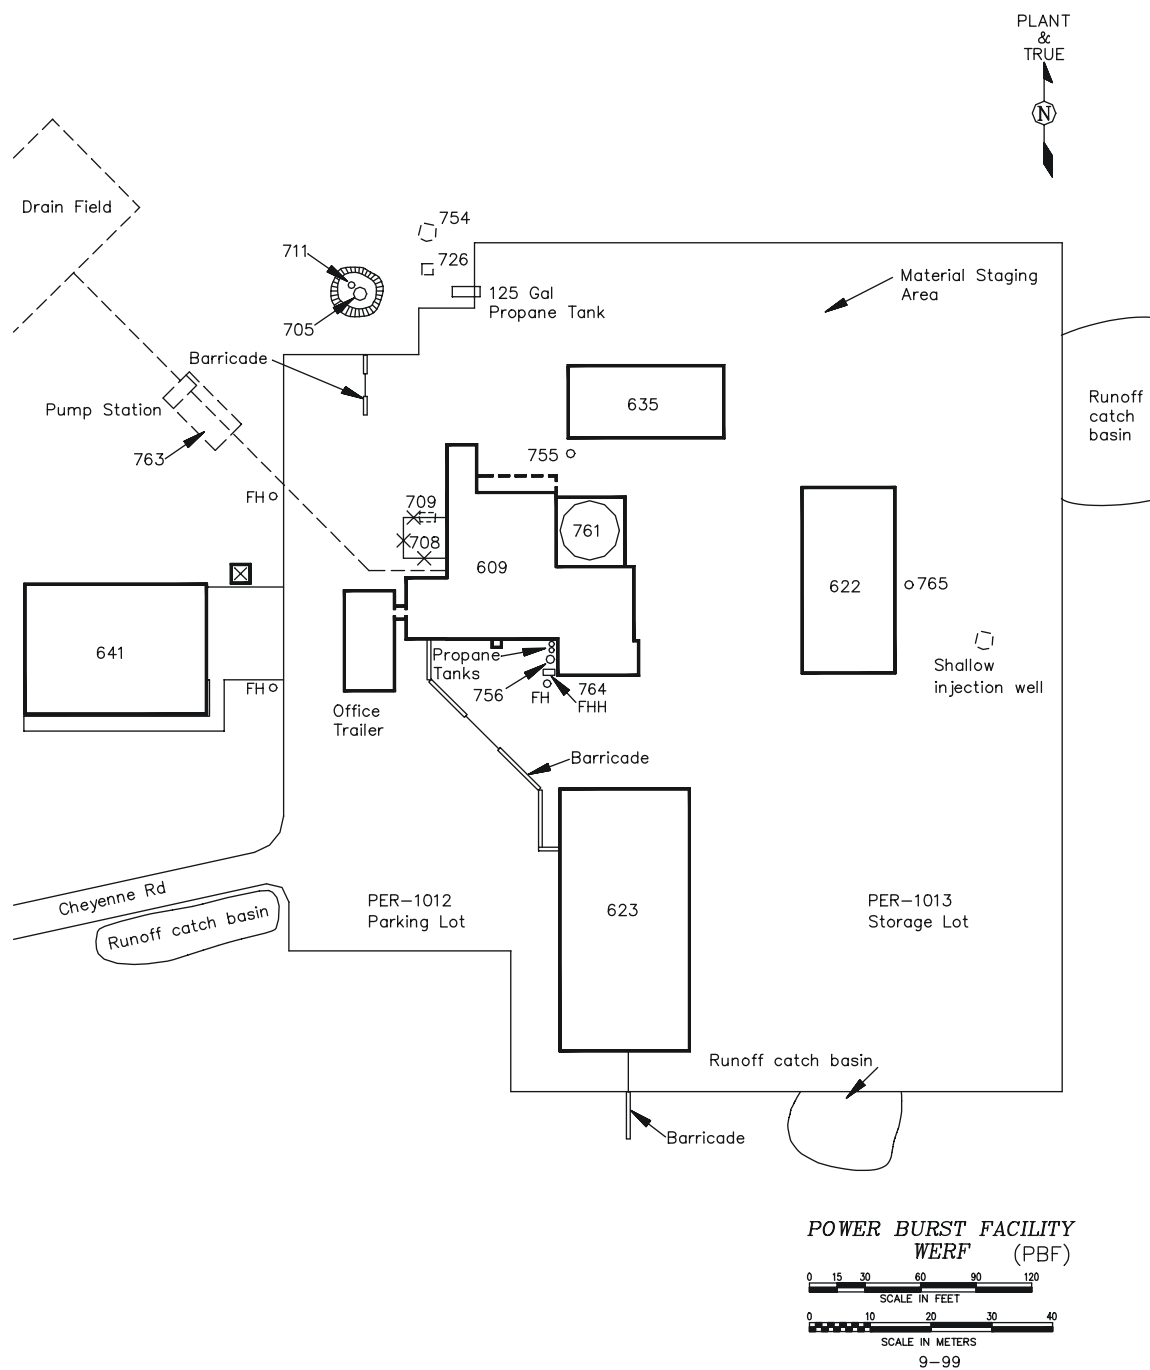 PLANT
&
TRUE
N
Drain Field
754
711
726
Material Staging
Area
125 Gal
Propane Tank
705
Barricade
Runoff
catch
basin
635
Pump Station
755
763
FH
709
761
708
609
622
765
641
Propane
Tanks
Shallow
injection well
FH
756
FH
764
FHH
Office
Trailer
Barricade
Cheyenne Rd
PER-1012
Parking Lot
623
PER-1013
Storage Lot
Runoff catch basin
Runoff catch basin
Barricade
POWER BURST FACILITY
WERF (PBF)
0 15 30 60 90 120
SCALE IN FEET
0 10 20 30 40
SCALE IN METERS
9-99